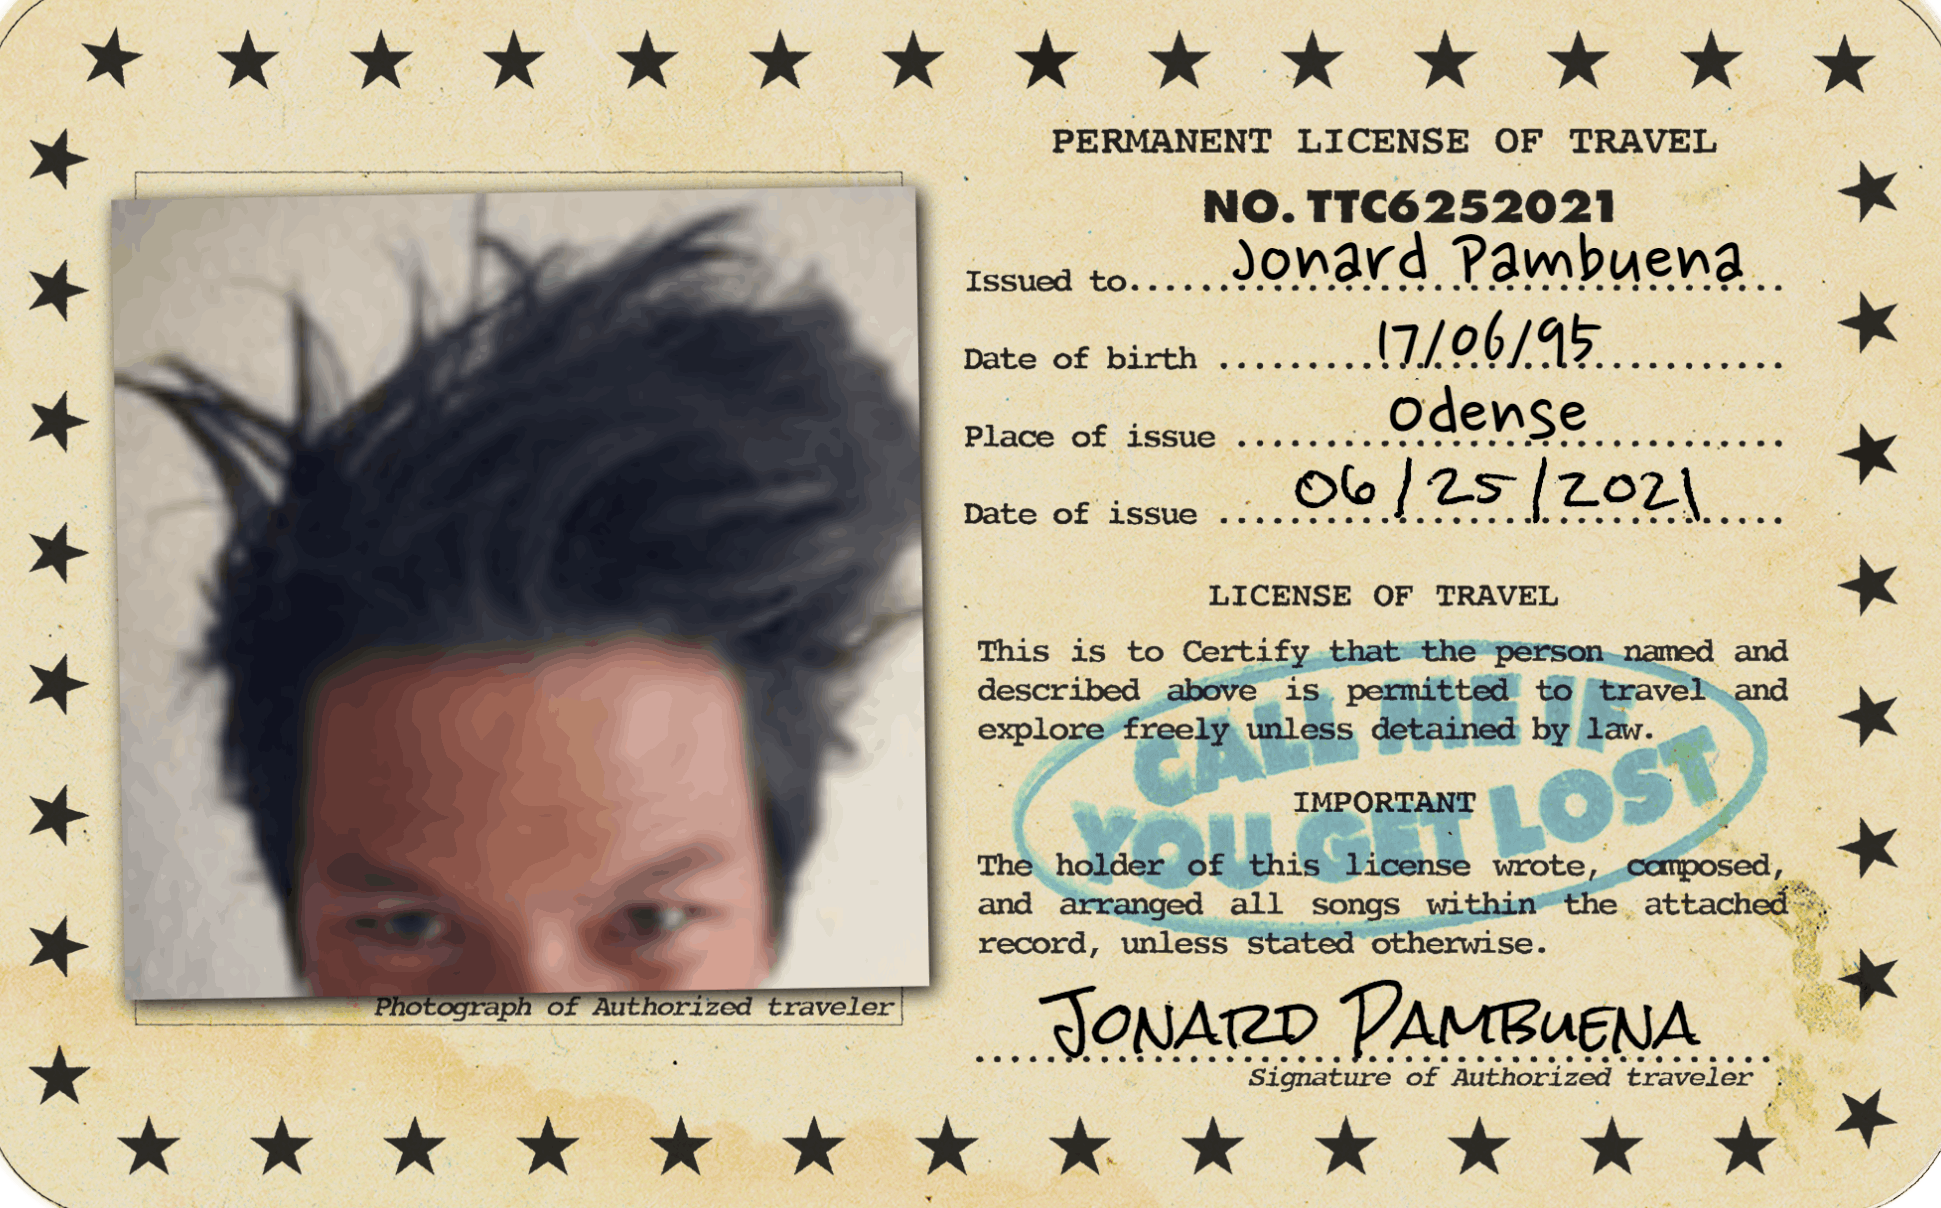 PERMANENT LICENSE OF TRAVEL
NO. TTC6252021
Issued to.....Jonard Pambuena
Date of birth .....17/06/95
Place of issue .....Odense
Date of issue .....06/25/2021
LICENSE OF TRAVEL
This is to Certify that the person named and
described above is permitted to travel and
explore freely unless detained by law.
CALL ME IF
YOU GET LOST
IMPORTANT
The holder of this license wrote, composed,
and arranged all songs within the attached
record, unless stated otherwise.
Photograph of Authorized traveler
JONARD PAMBUENA
Signature of Authorized traveler